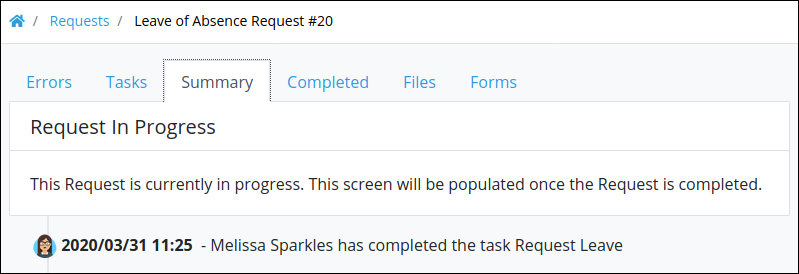 / Requests / Leave of Absence Request #20
Errors Tasks Summary Completed Files Forms
Request In Progress
This Request is currently in progress. This screen will be populated once the Request is completed.
2020/03/31 11:25 - Melissa Sparkles has completed the task Request Leave